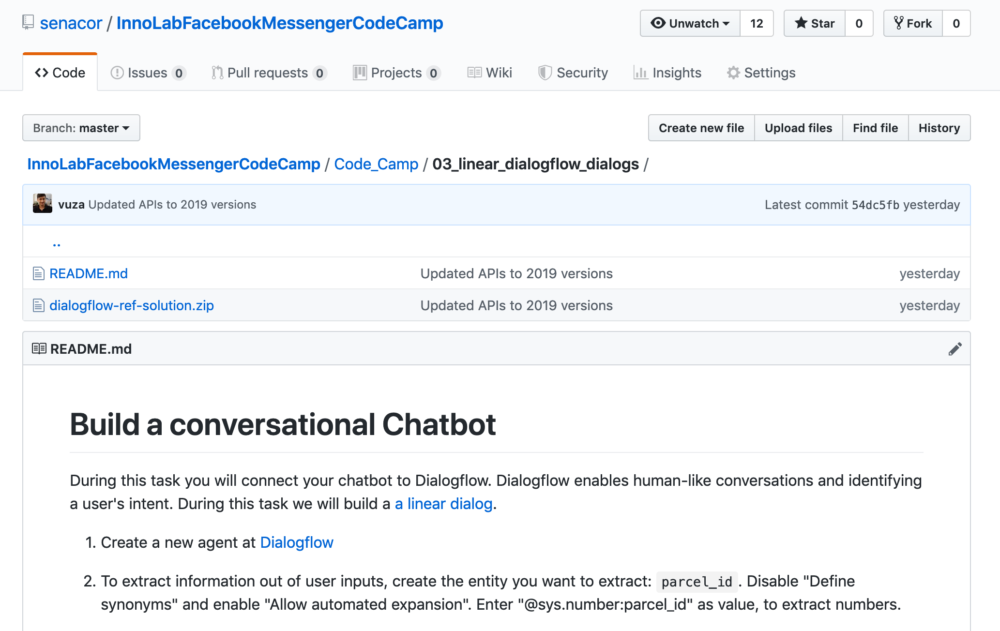 senacor / InnoLabFacebookMessengerCodeCamp
Unwatch 12 Star 0 Fork 0
Code Issues 0 Pull requests 0 Projects 0 Wiki Security Insights Settings
Branch: master Create new file Upload files Find file History
InnoLabFacebookMessengerCodeCamp / Code_Camp / 03_linear_dialogflow_dialogs /
vuza Updated APIs to 2019 versions Latest commit 54dc5fb yesterday
..
README.md Updated APIs to 2019 versions yesterday
dialogflow-ref-solution.zip Updated APIs to 2019 versions yesterday
README.md
Build a conversational Chatbot
During this task you will connect your chatbot to Dialogflow. Dialogflow enables human-like conversations and identifying
a user's intent. During this task we will build a a linear dialog.
1. Create a new agent at Dialogflow
2. To extract information out of user inputs, create the entity you want to extract: parcel_id. Disable "Define
synonyms" and enable "Allow automated expansion". Enter "@sys.number:parcel_id" as value, to extract numbers.